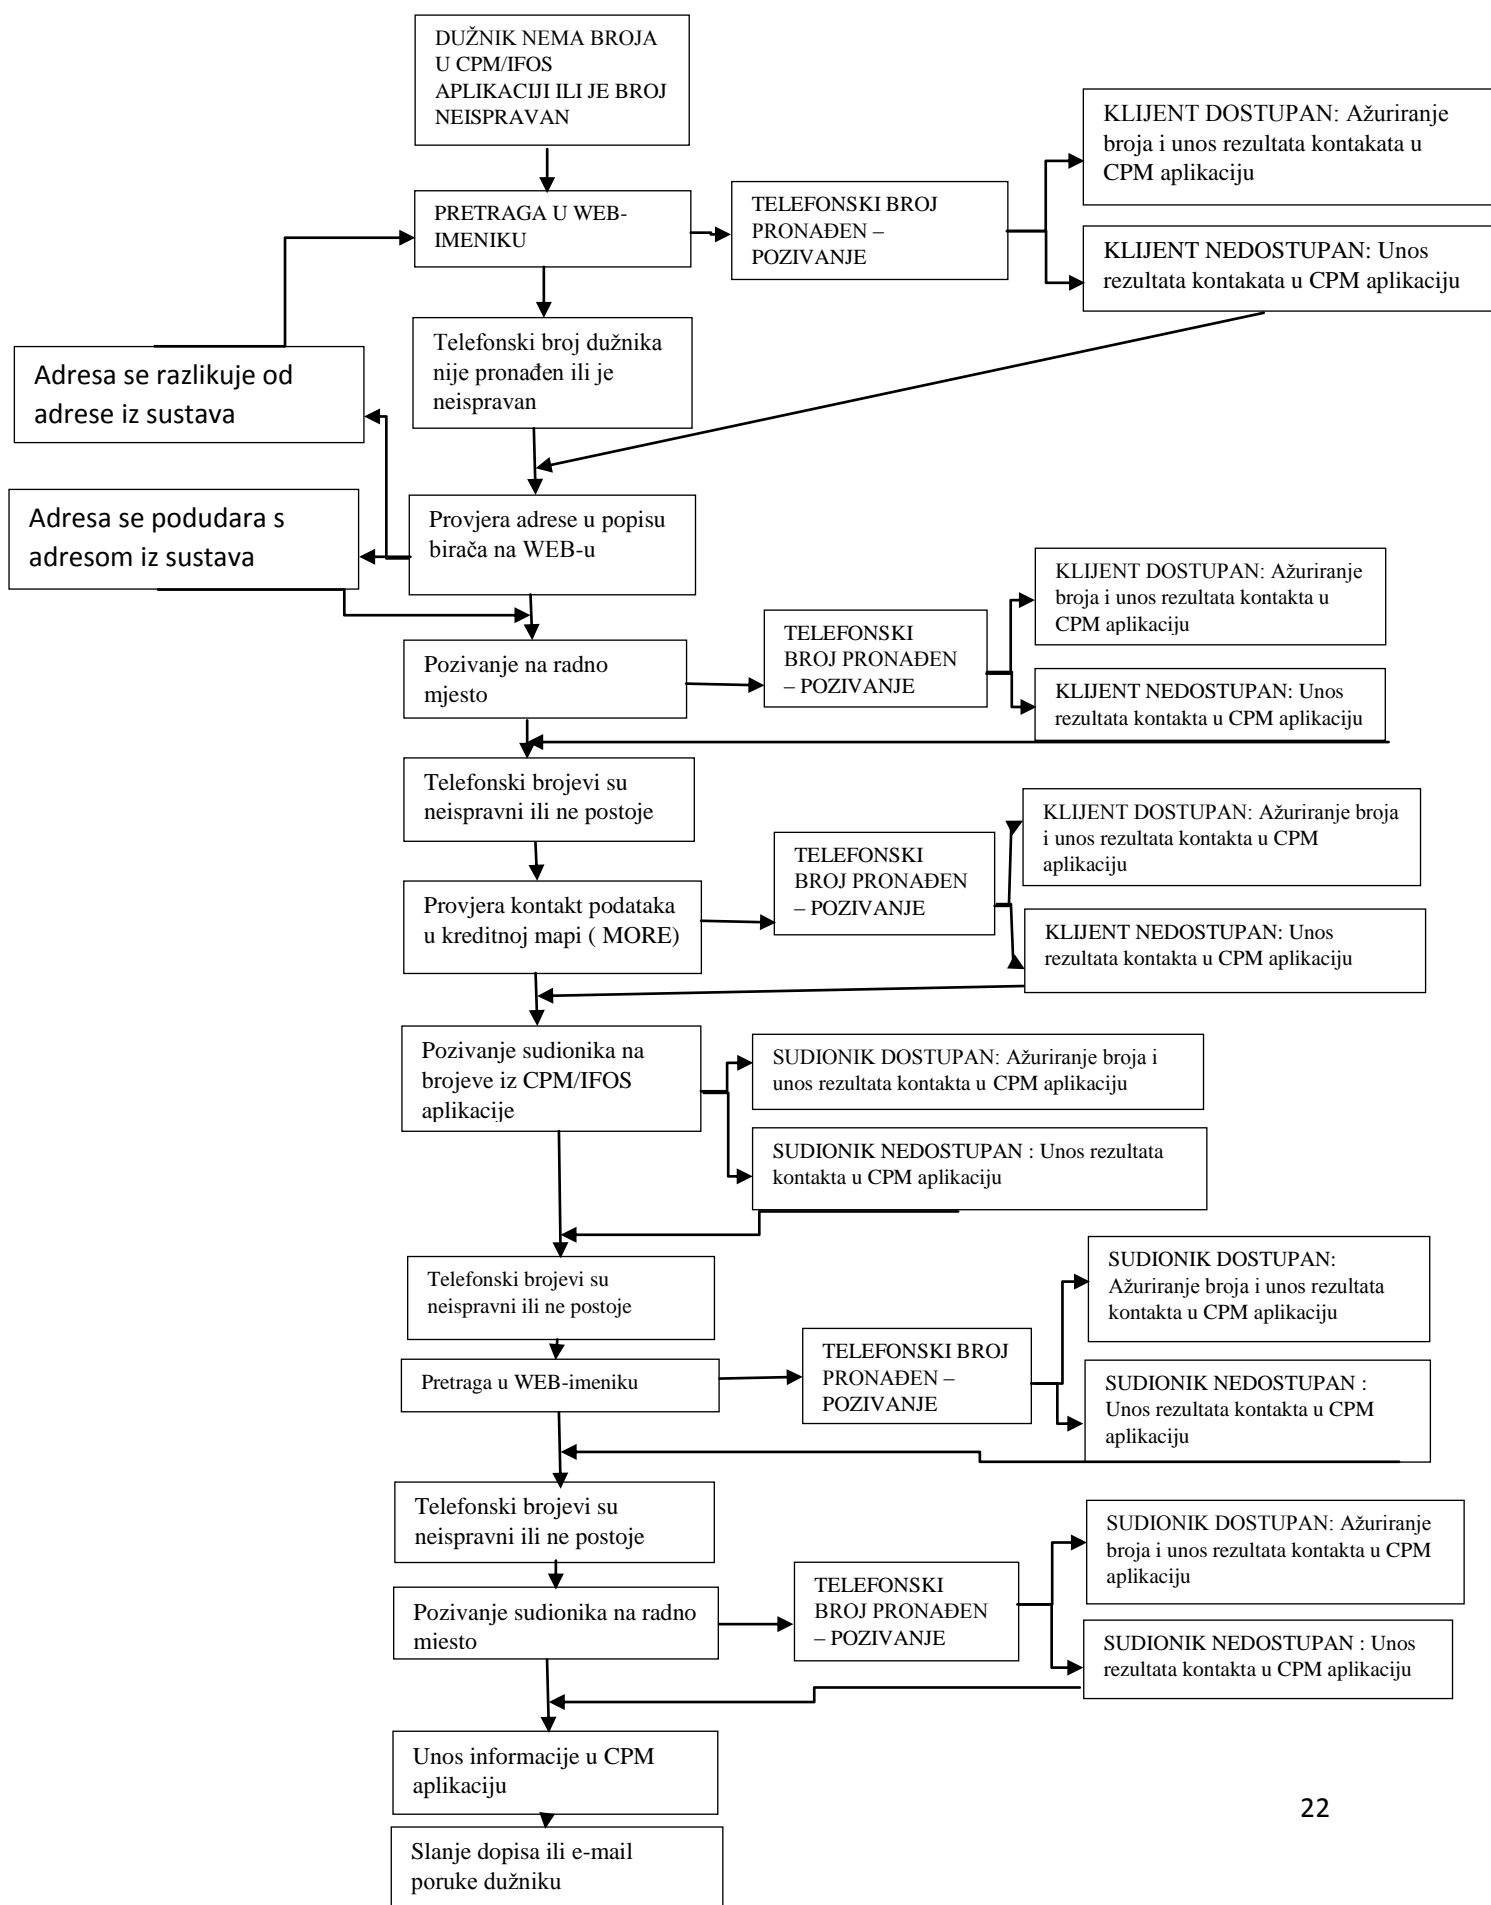 DUŽNIK NEMA BROJA
U CPM/IFOS
APLIKACIJI ILI JE BROJ
NEISPRAVAN
KLIJENT DOSTUPAN: Ažuriranje
broja i unos rezultata kontakata u
CPM aplikaciju
PRETRAGA U WEB-
IMENIKU
TELEFONSKI BROJ
PRONAĐEN –
POZIVANJE
KLIJENT NEDOSTUPAN: Unos
rezultata kontakata u CPM aplikaciju
Telefonski broj dužnika
nije pronađen ili je
neispravan
Adresa se razlikuje od
adrese iz sustava
Adresa se podudara s
adresom iz sustava
Provjera adrese u popisu
birača na WEB-u
KLIJENT DOSTUPAN: Ažuriranje
broja i unos rezultata kontakta u
CPM aplikaciju
Pozivanje na radno
mjesto
TELEFONSKI
BROJ PRONAĐEN
– POZIVANJE
KLIJENT NEDOSTUPAN: Unos
rezultata kontakta u CPM aplikaciju
Telefonski brojevi su
neispravni ili ne postoje
KLIJENT DOSTUPAN: Ažuriranje broja
i unos rezultata kontakta u CPM
aplikaciju
TELEFONSKI
BROJ PRONAĐEN
– POZIVANJE
Provjera kontakt podataka
u kreditnoj mapi ( MORE)
KLIJENT NEDOSTUPAN: Unos
rezultata kontakta u CPM aplikaciju
Pozivanje sudionika na
brojeve iz CPM/IFOS
aplikacije
SUDIONIK DOSTUPAN: Ažuriranje broja i
unos rezultata kontakta u CPM aplikaciju
SUDIONIK NEDOSTUPAN : Unos rezultata
kontakta u CPM aplikaciju
Telefonski brojevi su
neispravni ili ne postoje
SUDIONIK DOSTUPAN:
Ažuriranje broja i unos rezultata
kontakta u CPM aplikaciju
Pretraga u WEB-imeniku
TELEFONSKI BROJ
PRONAĐEN –
POZIVANJE
SUDIONIK NEDOSTUPAN :
Unos rezultata kontakta u CPM
aplikaciju
Telefonski brojevi su
neispravni ili ne postoje
SUDIONIK DOSTUPAN: Ažuriranje
broja i unos rezultata kontakta u CPM
aplikaciju
Pozivanje sudionika na radno
mjesto
TELEFONSKI
BROJ PRONAĐEN
– POZIVANJE
SUDIONIK NEDOSTUPAN : Unos
rezultata kontakta u CPM aplikaciju
Unos informacije u CPM
aplikaciju
22
Slanje dopisa ili e-mail
poruke dužniku